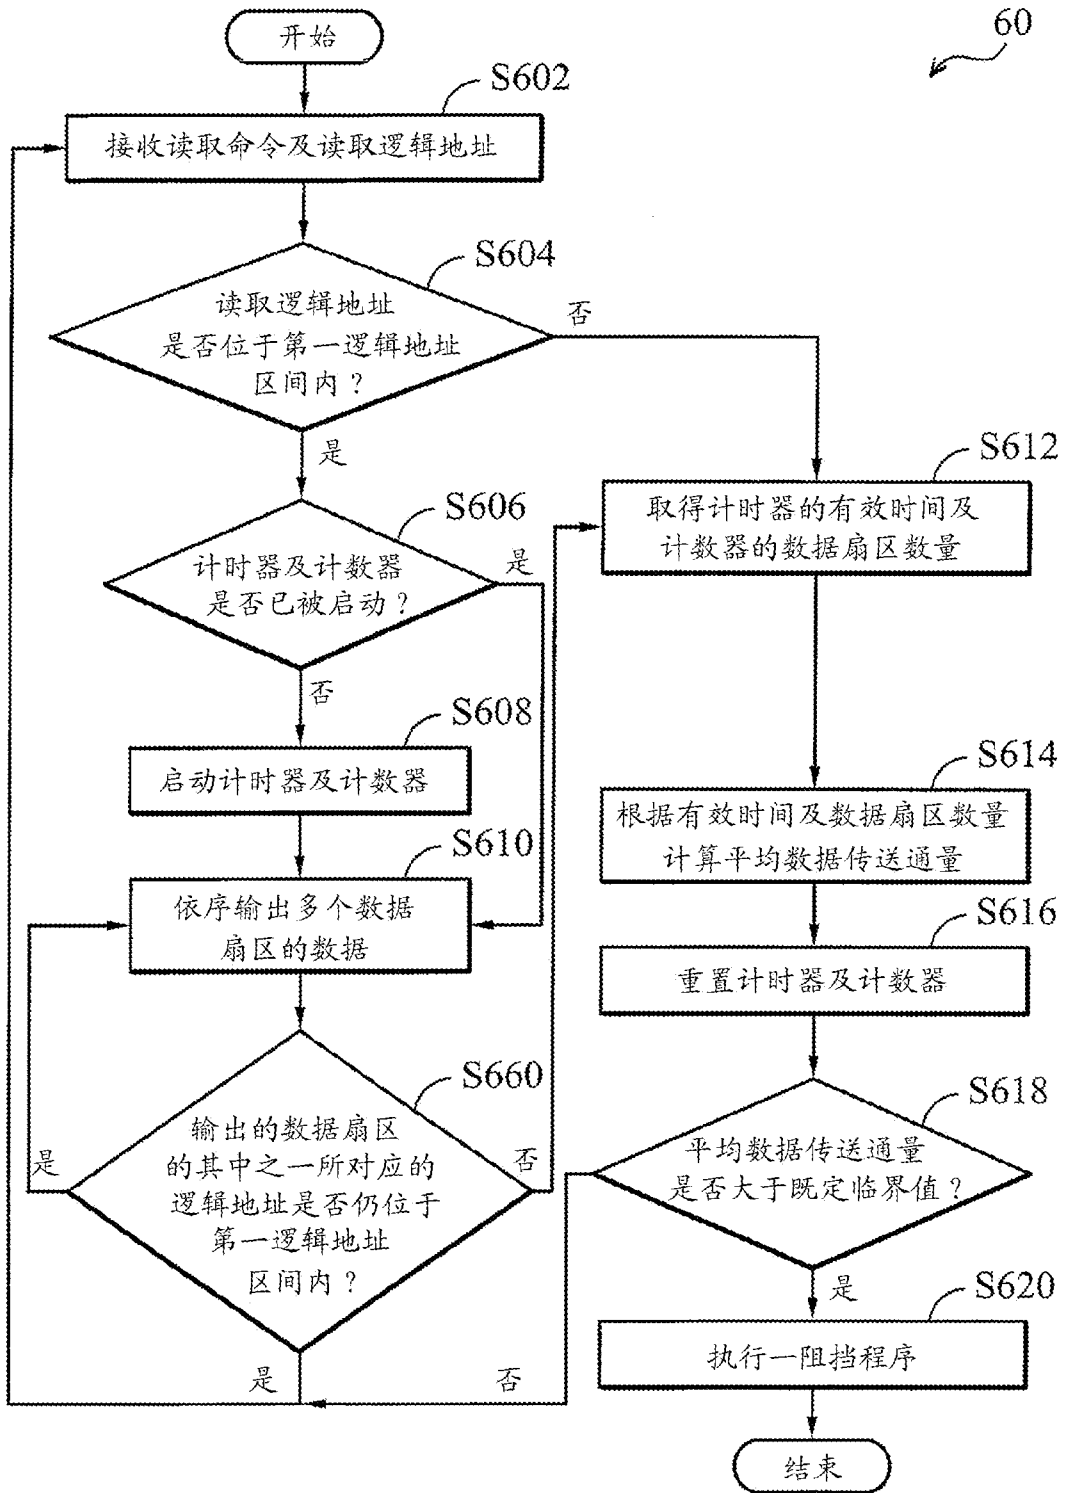 60
开始
S602
接收读取命令及读取逻辑地址
S604
读取逻辑地址
是否位于第一逻辑地址
区间内？
否
是
S606
计时器及计数器
是否已被启动？
是
否
S608
启动计时器及计数器
S610
依序输出多个数据
扇区的数据
S660
输出的数据扇区
的其中之一所对应的
逻辑地址是否仍位于
第一逻辑地址
区间内？
是
否
是
S612
取得计时器的有效时间及
计数器的数据扇区数量
S614
根据有效时间及数据扇区数量
计算平均数据传送通量
S616
重置计时器及计数器
S618
平均数据传送通量
是否大于既定临界值？
否
是
S620
执行一阻挡程序
结束